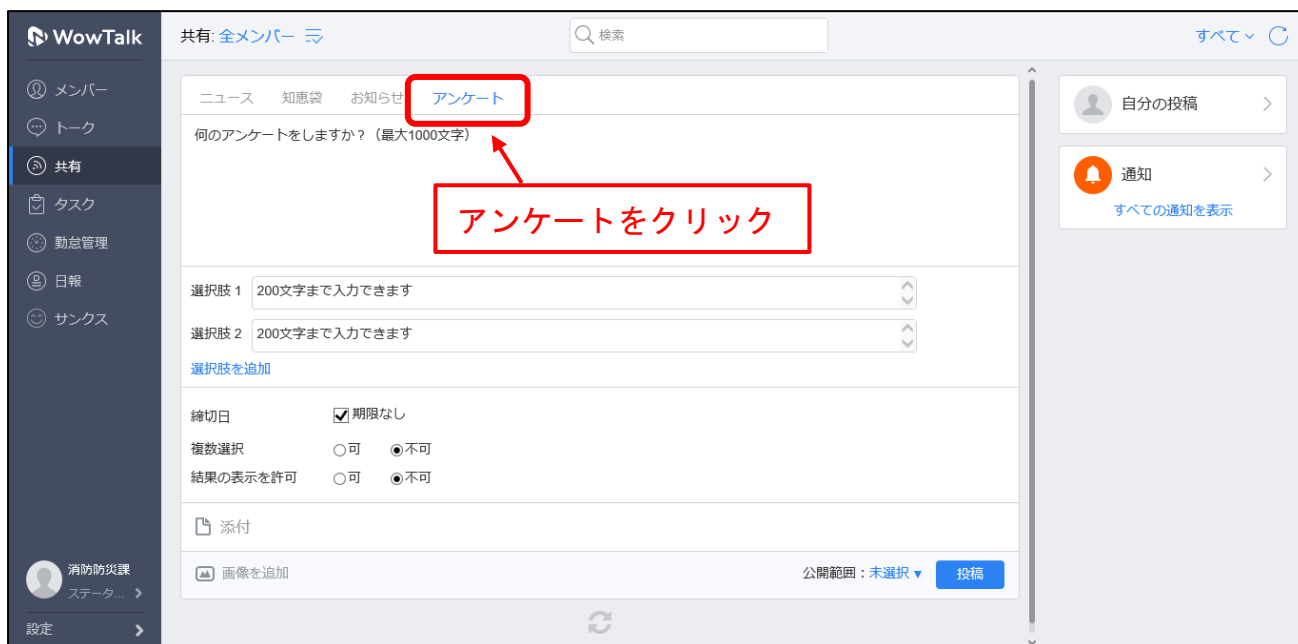 WowTalk
共有: 全メンバー
検索
すべて
メンバー
トーク
共有
タスク
勤怠管理
日報
サンクス
消防防災課
ステータ...
設定
ニュース 知恵袋 お知らせ アンケート
何のアンケートをしますか？（最大1000文字）
アンケートをクリック
選択肢 1 200文字まで入力できます
選択肢 2 200文字まで入力できます
選択肢を追加
締切日 期限なし
複数選択 可 不可
結果の表示を許可 可 不可
添付
画像を追加 公開範囲：未選択 投稿
自分の投稿
通知
すべての通知を表示